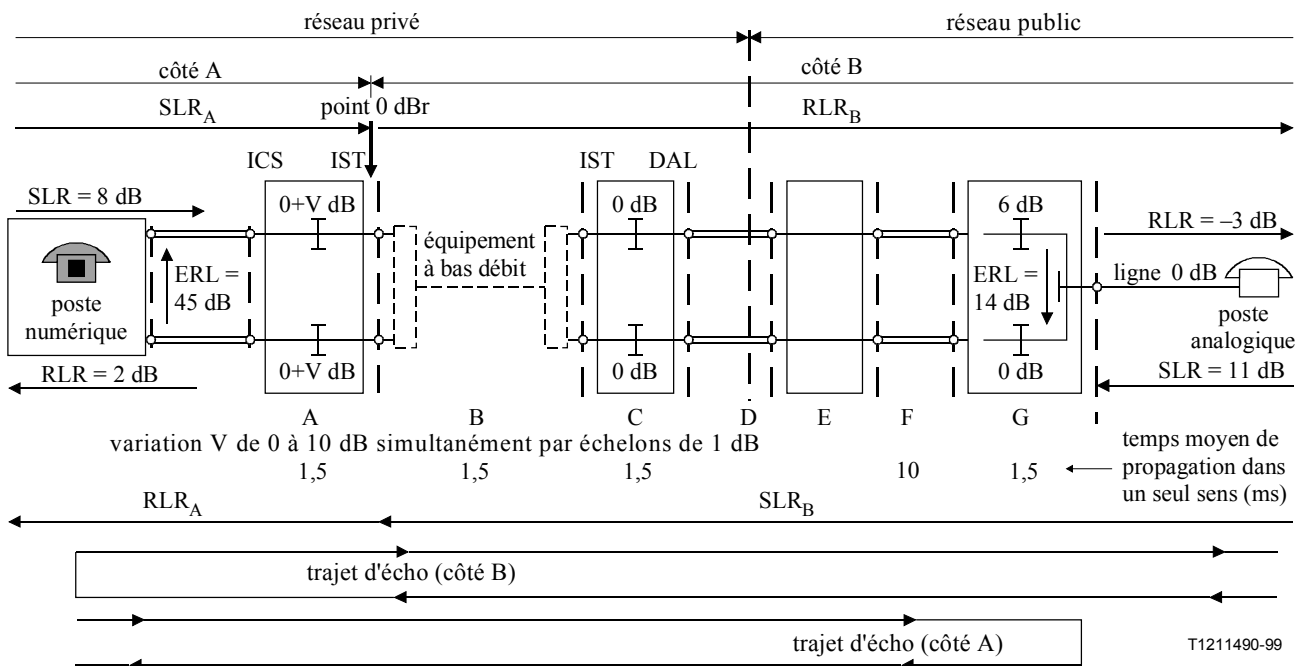 réseau privé
réseau public
côté A
côté B
SLR_A
point 0 dBr
RLR_B
ICS
IST
IST
DAL
SLR = 8 dB
0+V dB
0 dB
6 dB
RLR = –3 dB
équipement
à bas débit
ERL =
45 dB
ERL =
14 dB
ligne 0 dB
poste
numérique
poste
analogique
0+V dB
0 dB
0 dB
RLR = 2 dB
SLR = 11 dB
A
B
C
D
E
F
G
variation V de 0 à 10 dB simultanément par échelons de 1 dB
1,5
1,5
1,5
10
1,5
temps moyen de
propagation dans
un seul sens (ms)
RLR_A
SLR_B
trajet d'écho (côté B)
trajet d'écho (côté A)
T1211490-99